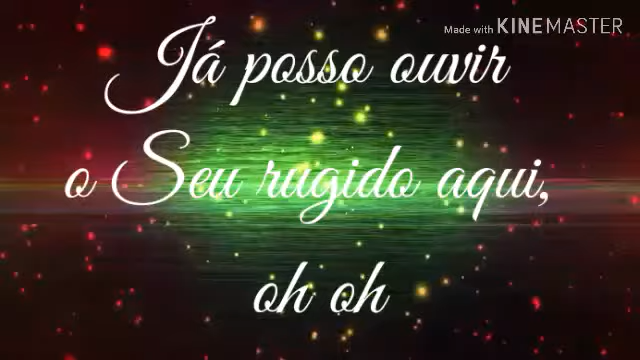 Made with KINEMASTER
Já posso ouvir
o Seu rugido aqui,
oh oh